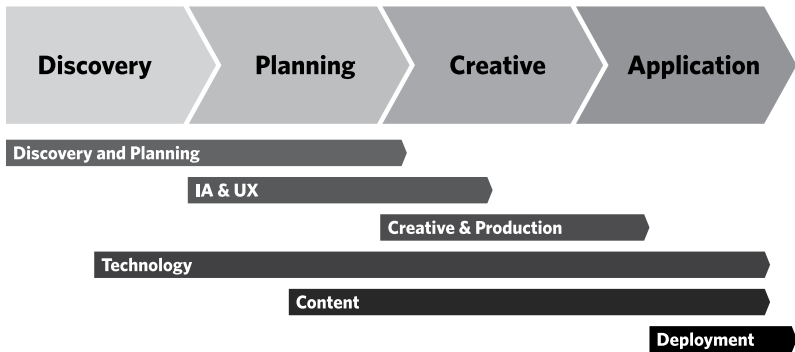 Discovery Planning Creative Application
Discovery and Planning
IA & UX
Creative & Production
Technology
Content
Deployment